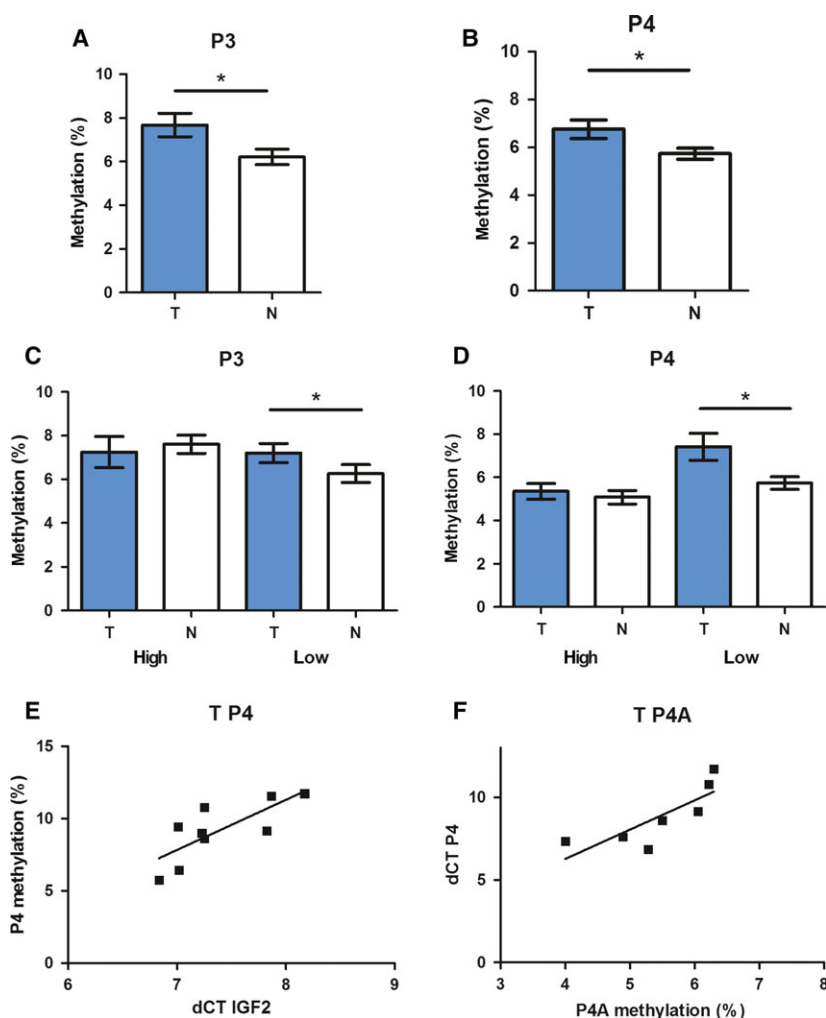 A
P3
*
Methylation (%)
10
8
6
4
2
0
T
N
B
P4
*
Methylation (%)
10
8
6
4
2
0
T
N
C
P3
*
Methylation (%)
10
8
6
4
2
0
T N T N
High Low
D
P4
*
Methylation (%)
10
8
6
4
2
0
T N T N
High Low
E
T P4
P4 methylation (%)
15
10
5
0
6 7 8 9
dCT IGF2
F
T P4A
dCT P4
10
5
0
3 4 5 6 7 8
P4A methylation (%)